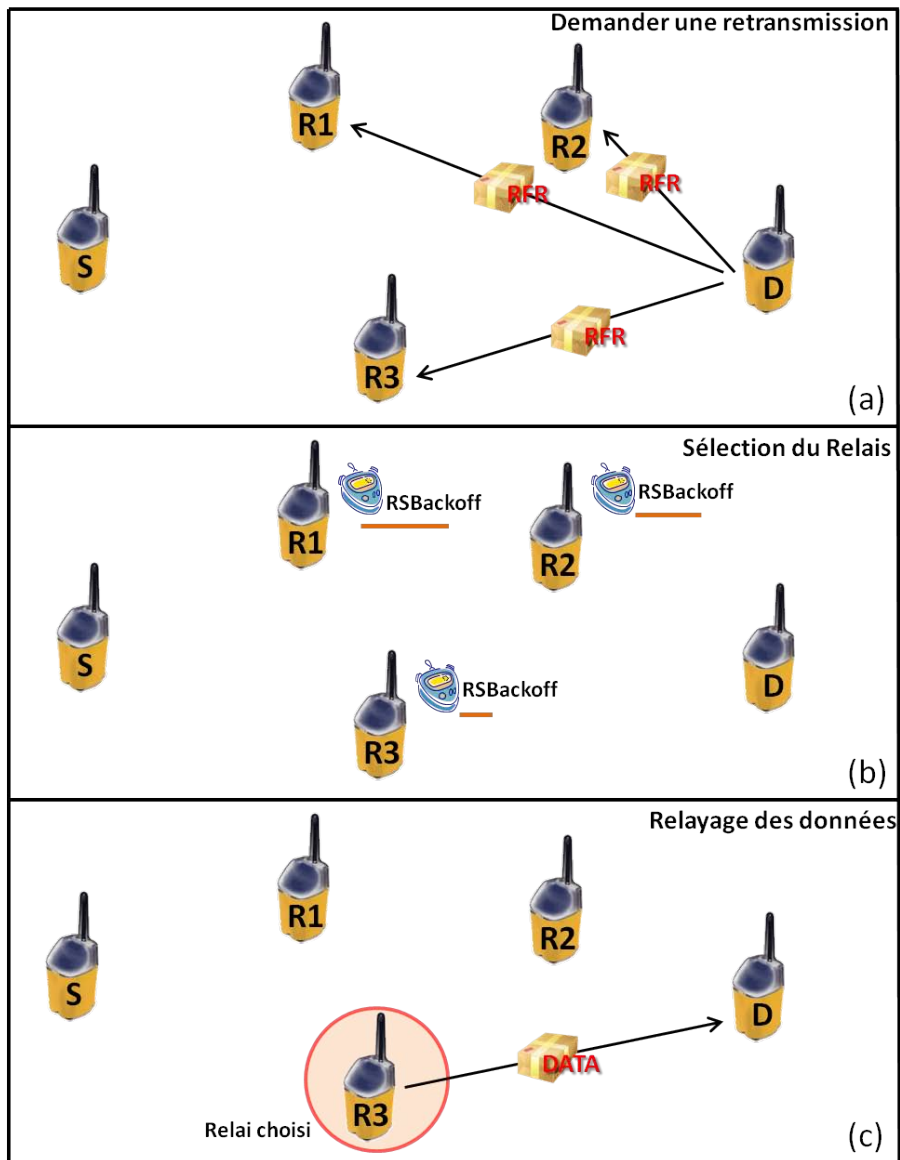 Demander une retransmission
R1
R2
RFR
RFR
S
D
RFR
R3
(a)
Sélection du Relais
RSBackoff
RSBackoff
R1
R2
S
D
RSBackoff
R3
(b)
Relayage des données
R1
R2
S
D
DATA
R3
Relai choisi
(c)